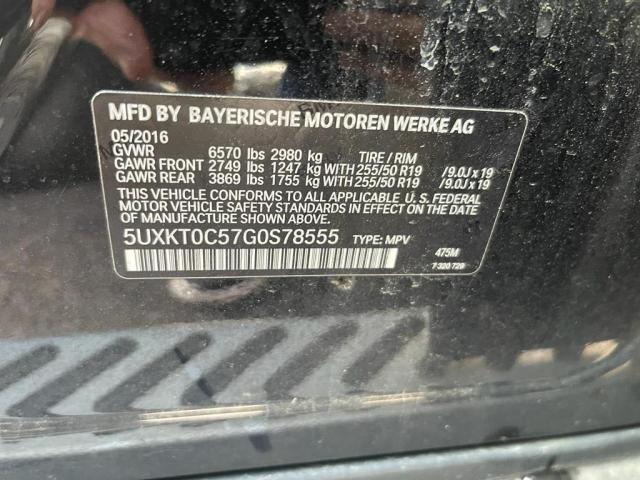 MFD BY BAYERISCHE MOTOREN WERKE AG
05/2016
GVWR 6570 lbs 2980 kg TIRE / RIM
GAWR FRONT 2749 lbs 1247 kg WITH 255/50 R19 /9.0J x 19
GAWR REAR 3869 lbs 1755 kg WITH 255/50 R19 /9.0J x 19
THIS VEHICLE CONFORMS TO ALL APPLICABLE U. S. FEDERAL
MOTOR VEHICLE SAFETY STANDARDS IN EFFECT ON THE DATE
OF MANUFACTURE SHOWN ABOVE.
5UXKT0C57G0S78555 TYPE: MPV 475M
7 320 729